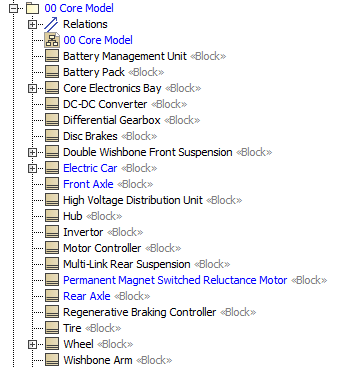 00 Core Model
Relations
00 Core Model
Battery Management Unit «Block»
Battery Pack «Block»
Core Electronics Bay «Block»
DC-DC Converter «Block»
Differential Gearbox «Block»
Disc Brakes «Block»
Double Wishbone Front Suspension «Block»
Electric Car «Block»
Front Axle «Block»
High Voltage Distribution Unit «Block»
Hub «Block»
Invertor «Block»
Motor Controller «Block»
Multi-Link Rear Suspension «Block»
Permanent Magnet Switched Reluctance Motor «Block»
Rear Axle «Block»
Regenerative Braking Controller «Block»
Tire «Block»
Wheel «Block»
Wishbone Arm «Block»